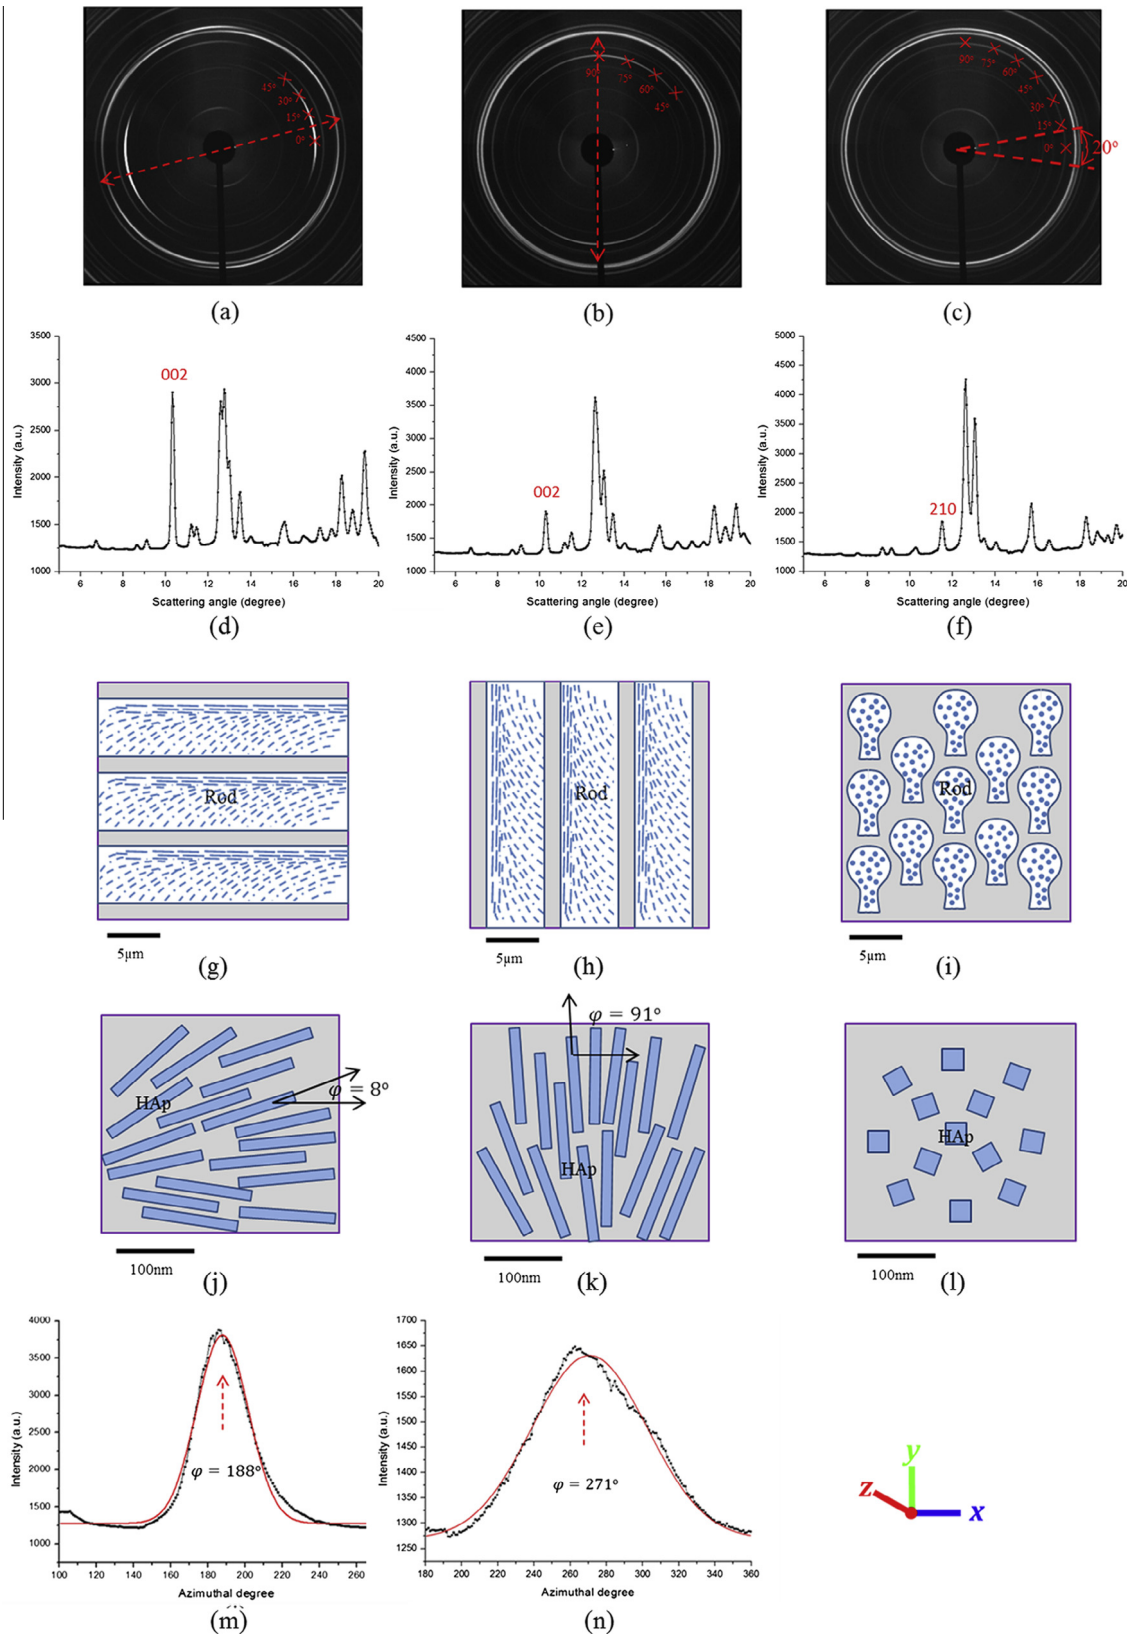 45°
30°
15°
0°
90°
75°
60°
45°
90°
75°
60°
45°
30°
15°
0°
20°
(a)
(b)
(c)
3500
3000
2500
2000
1500
1000
002
Intensity (a.u.)
6 8 10 12 14 16 18 20
Scattering angle (degree)
(d)
4500
4000
3500
3000
2500
2000
1500
1000
002
Intensity (a.u.)
6 8 10 12 14 16 18 20
Scattering angle (degree)
(e)
5000
4500
4000
3500
3000
2500
2000
1500
1000
210
Intensity (a.u.)
6 8 10 12 14 16 18 20
Scattering angle (degree)
(f)
Rod
5μm
(g)
Rod
5μm
(h)
Rod
5μm
(i)
HAp
φ = 8°
100nm
(j)
φ = 91°
HAp
100nm
(k)
HAp
100nm
(l)
4000
3750
3500
3250
3000
2750
2500
2250
2000
1750
1500
1250
1000
Intensity (a.u.)
φ = 188°
100 120 140 160 180 200 220 240 260
Azimuthal degree
(m)
1700
1650
1600
1550
1500
1450
1400
1350
1300
1250
Intensity (a.u.)
φ = 271°
180 200 220 240 260 280 300 320 340 360
Azimuthal degree
(n)
y
z
x